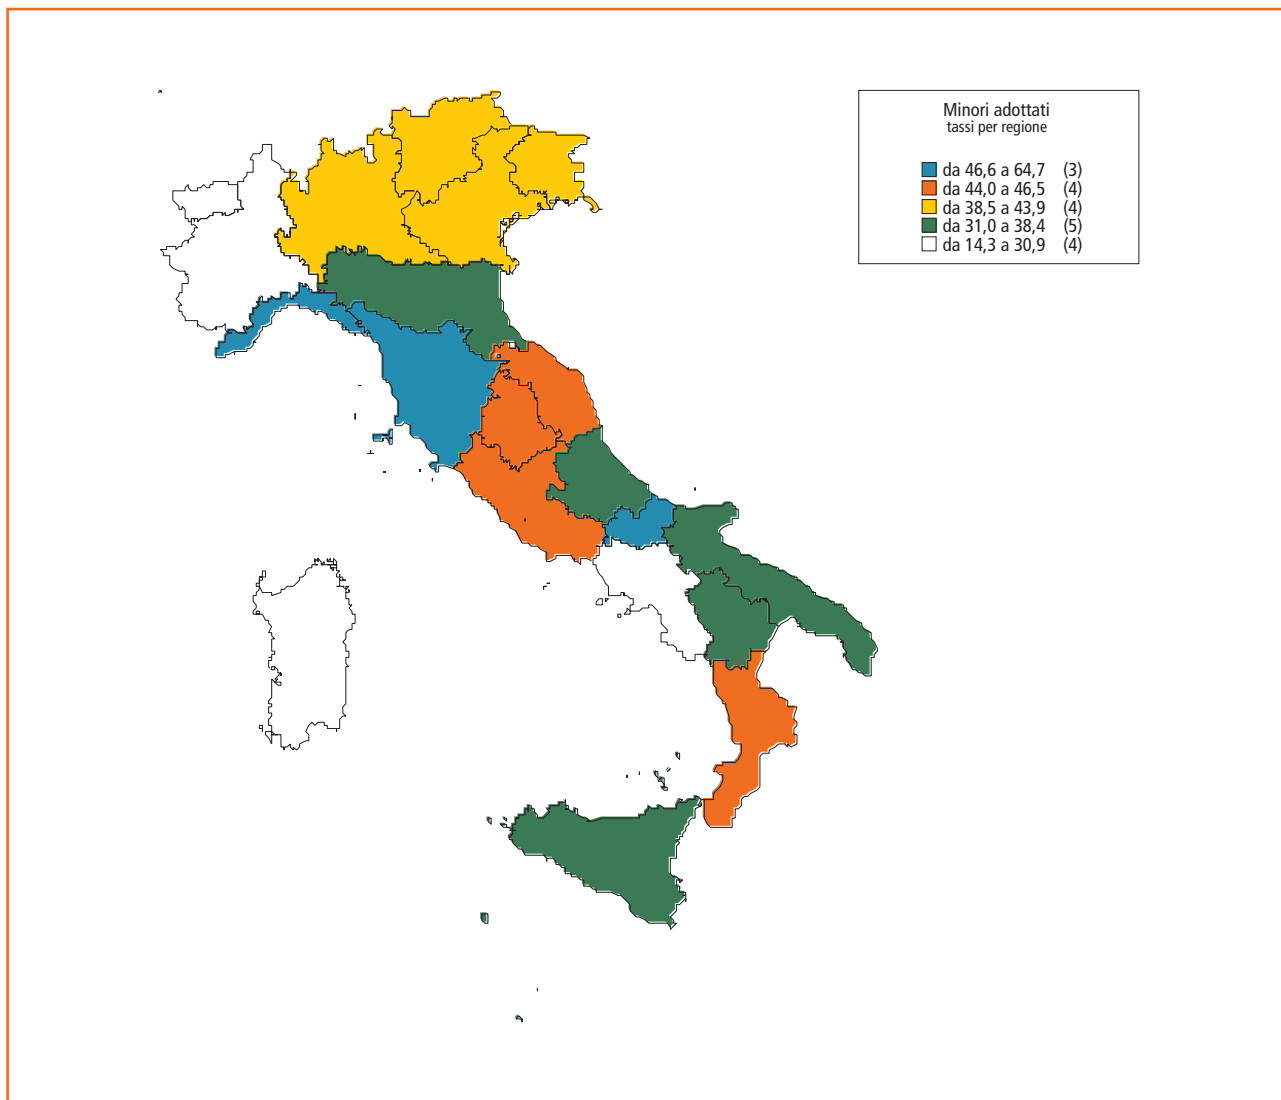 Minori adottati
tassi per regione
da 46,6 a 64,7 (3)
da 44,0 a 46,5 (4)
da 38,5 a 43,9 (4)
da 31,0 a 38,4 (5)
da 14,3 a 30,9 (4)